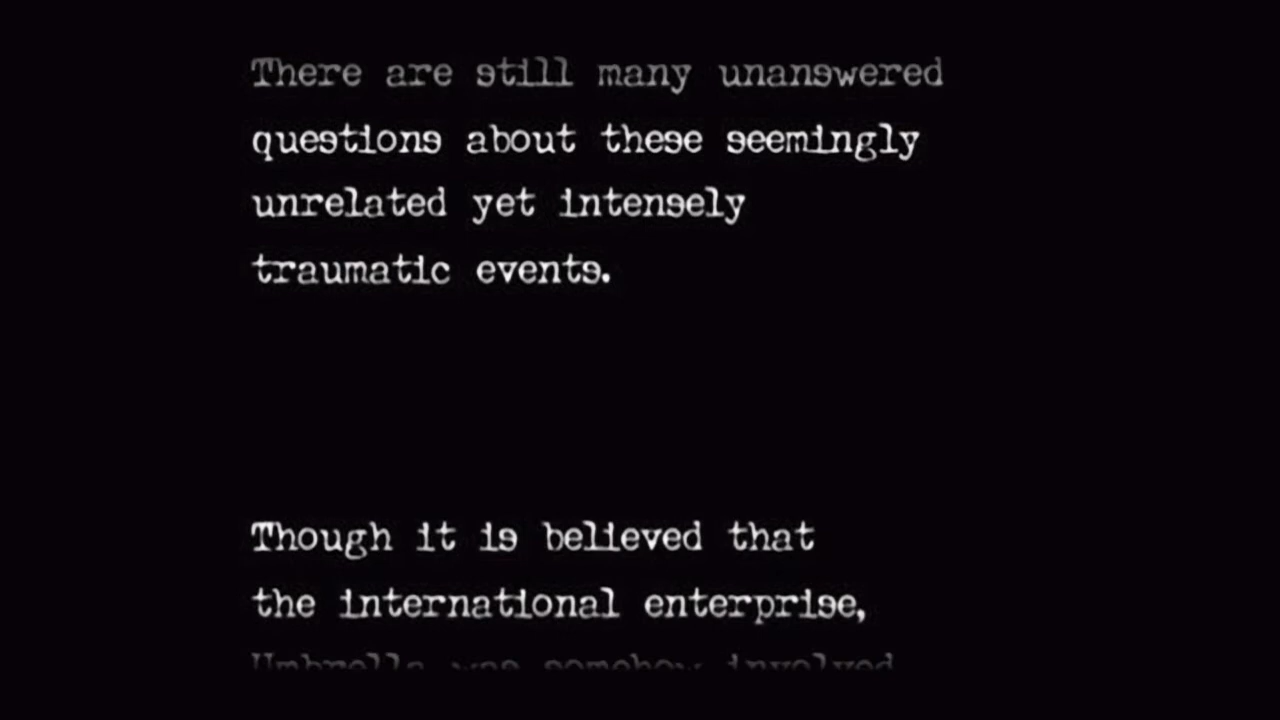 There are still many unanswered
questions about these seemingly
unrelated yet intensely
traumatic events.
Though it is believed that
the international enterprise,
Umbrella was somehow involved